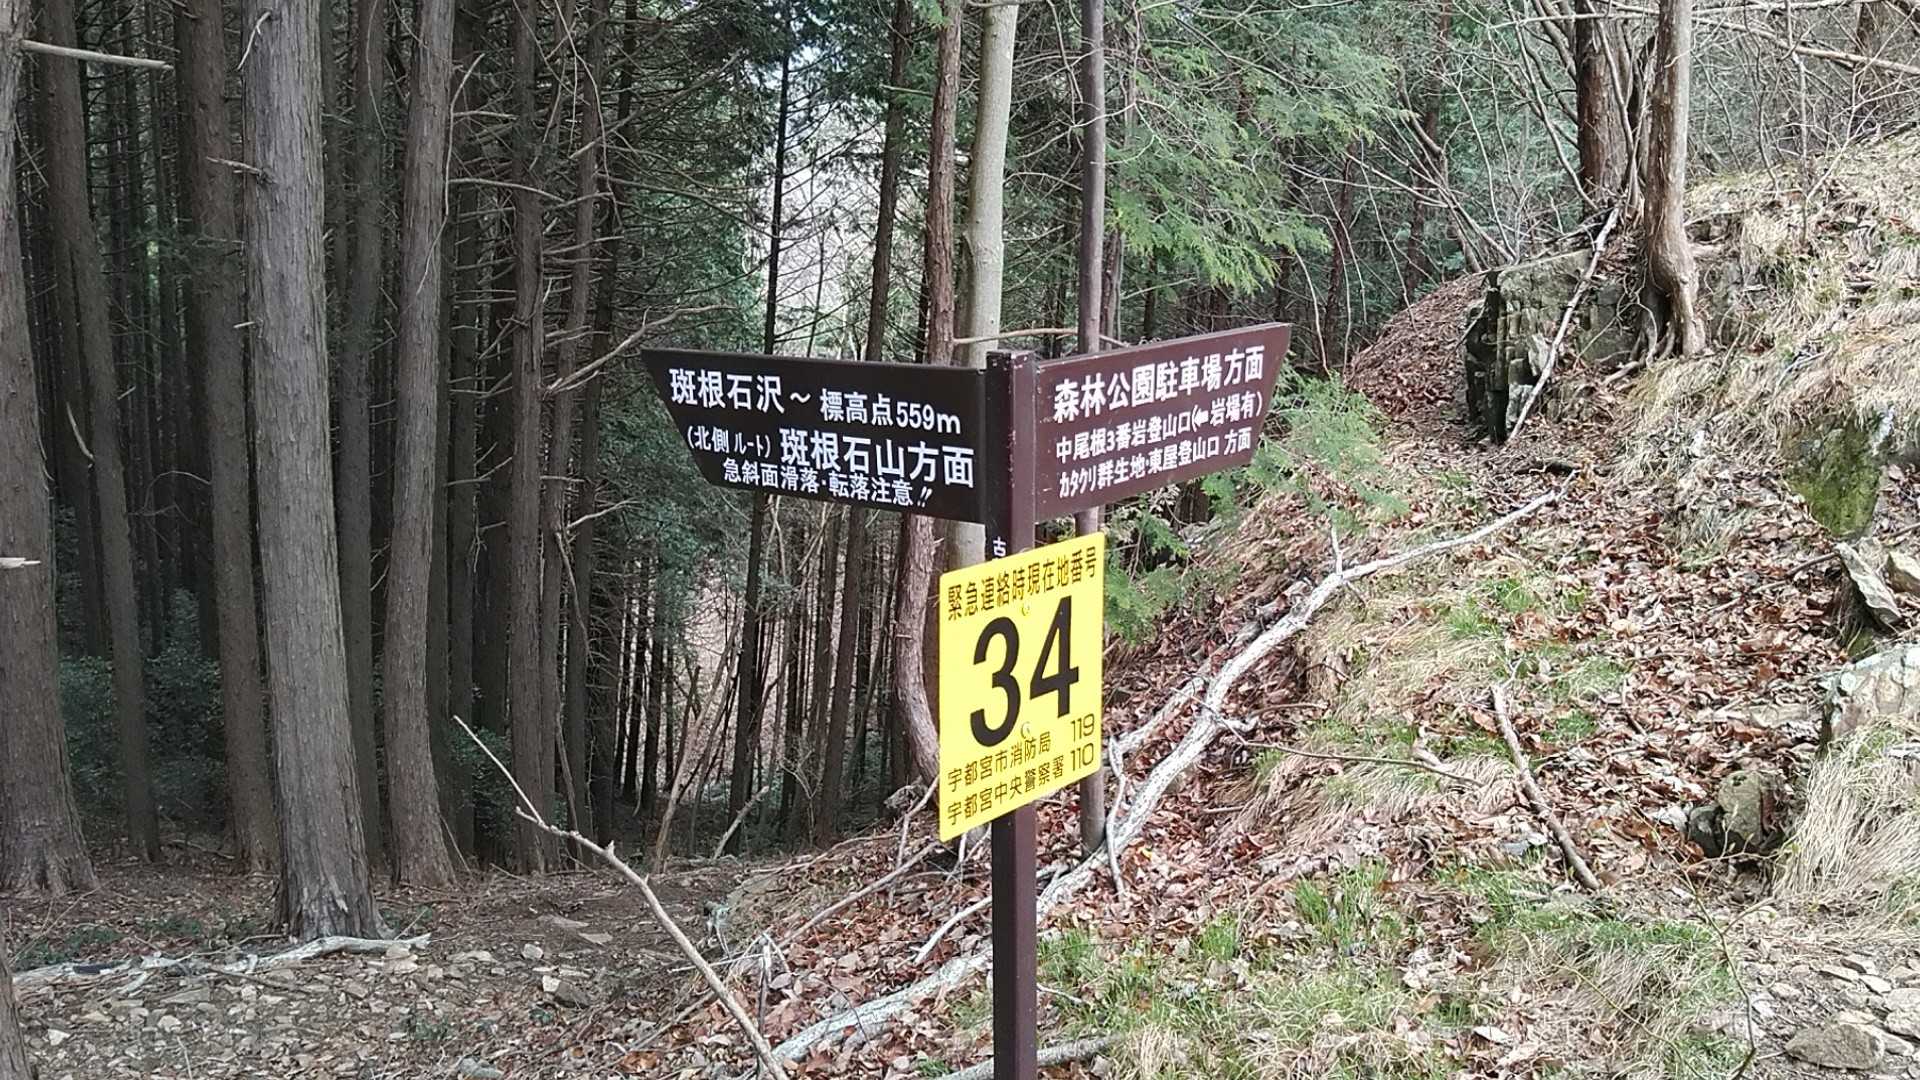 斑根石沢～標高点559m
(北側ルート)斑根石山方面
急斜面滑落・転落注意!!
森林公園駐車場方面
中尾根3番岩登山口(⬅岩場有)
カタクリ群生地・東屋登山口 方面
緊急連絡時現在地番号
34
宇都宮市消防局 119
宇都宮中央警察署 110